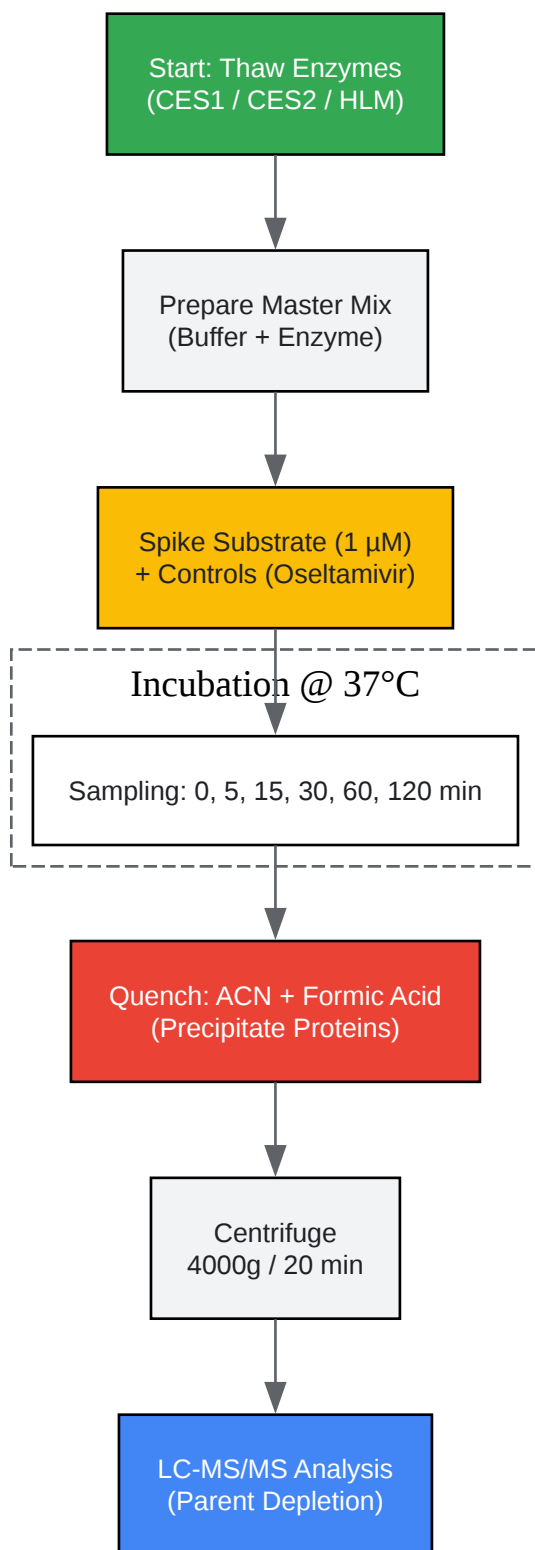 Start: Thaw Enzymes
(CES1 / CES2 / HLM)
Prepare Master Mix
(Buffer + Enzyme)
Spike Substrate (1 µM)
+ Controls (Oseltamivir)
Incubation @ 37°C
Sampling: 0, 5, 15, 30, 60, 120 min
Quench: ACN + Formic Acid
(Precipitate Proteins)
Centrifuge
4000g / 20 min
LC-MS/MS Analysis
(Parent Depletion)